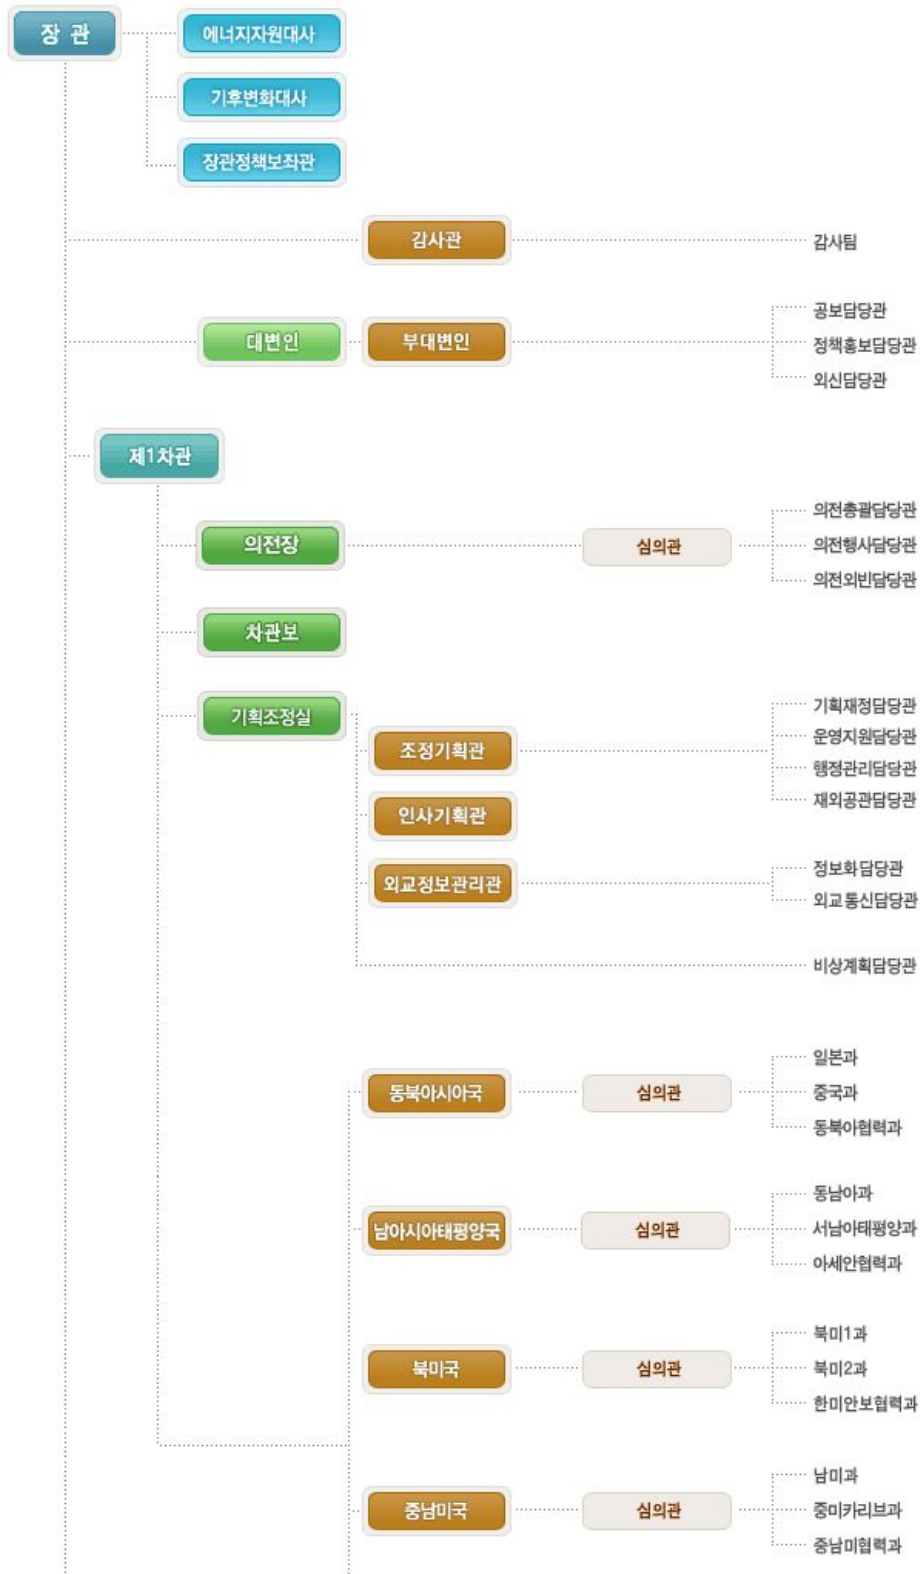 장 관
에너지자원대사
기후변화대사
장관정책보좌관
감사관
감사팀
대변인
부대변인
공보담당관
정책홍보담당관
외신담당관
제1차관
의전장
심의관
의전총괄담당관
의전행사담당관
의전외빈담당관
차관보
기획조정실
조정기획관
기획재정담당관
운영지원담당관
행정관리담당관
재외공관담당관
인사기획관
외교정보관리관
정보화담당관
외교통신담당관
비상계획담당관
동북아시아국
심의관
일본과
중국과
동북아협력과
남아시아태평양국
심의관
동남아과
서남아태평양과
아세안협력과
북미국
심의관
북미1과
북미2과
한미안보협력과
중남미국
심의관
남미과
중미카리브과
중남미협력과